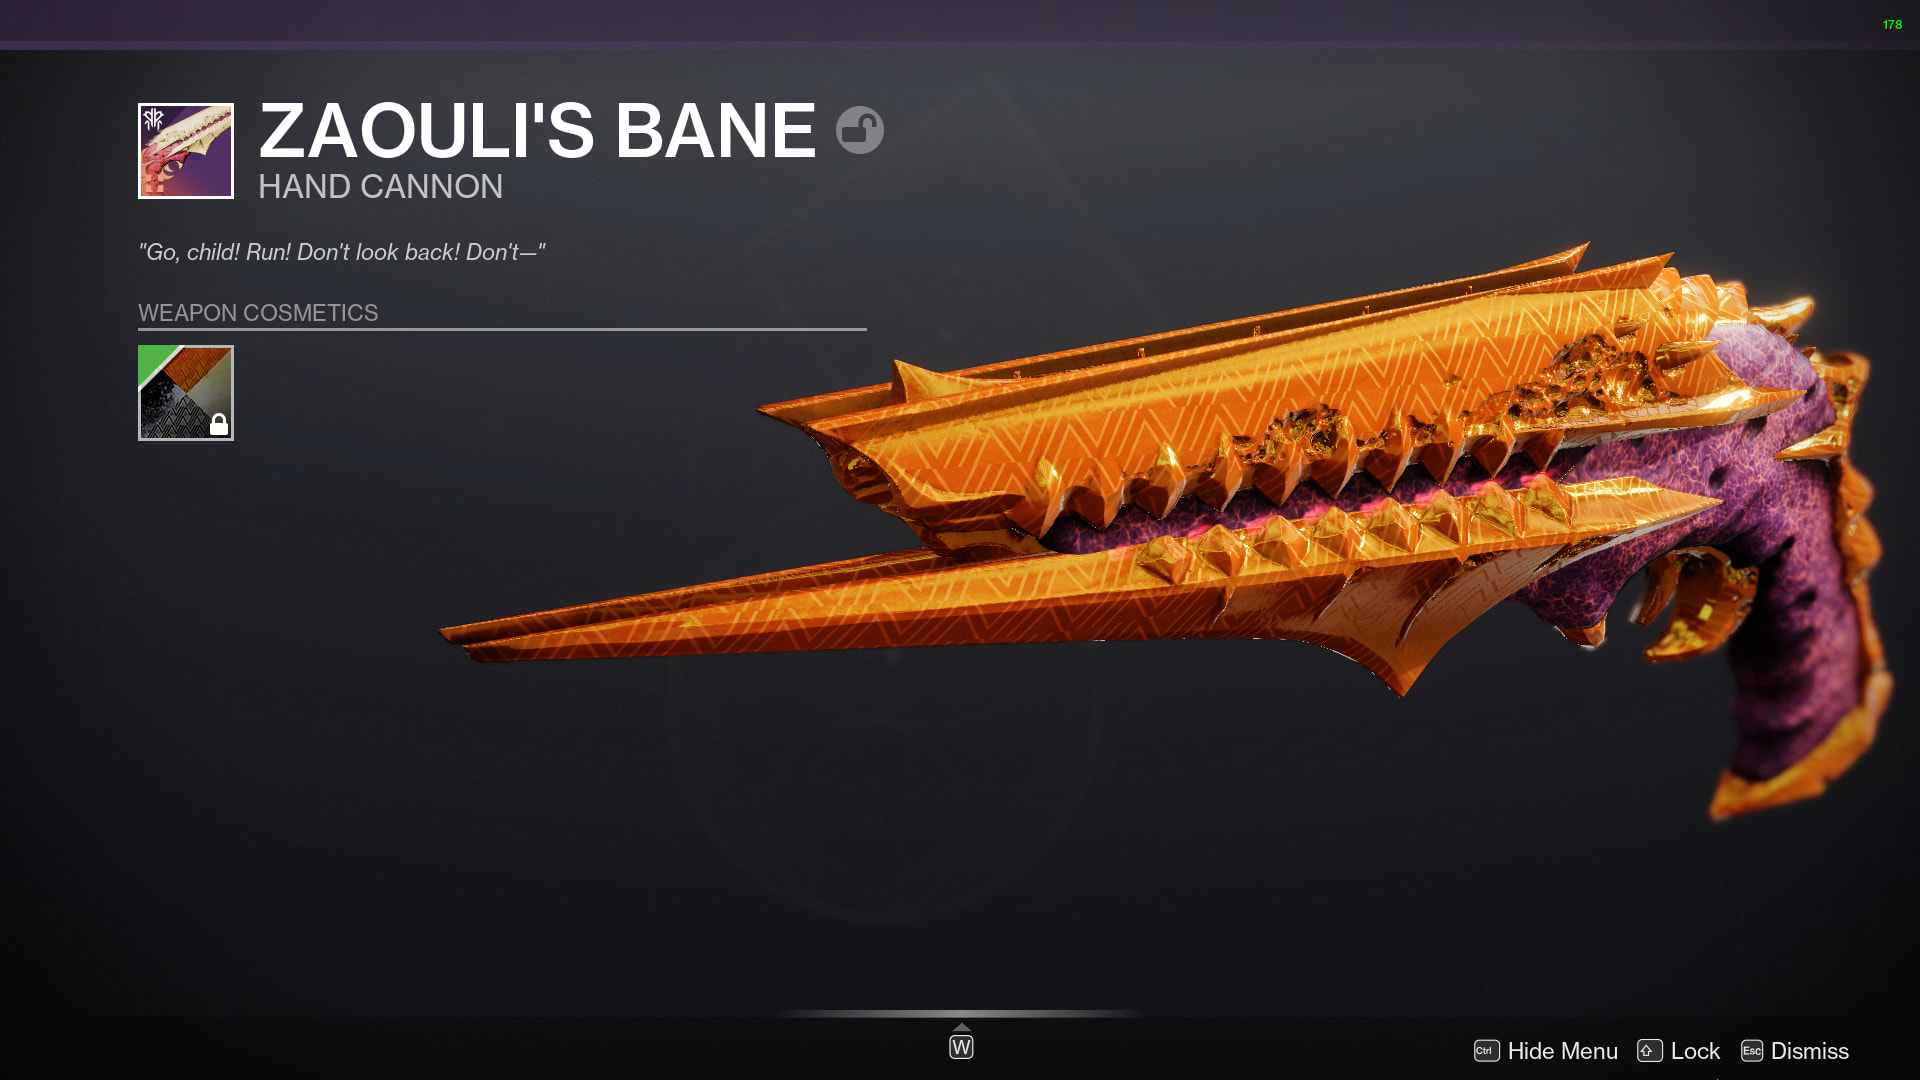 178
ZAOULI'S BANE
HAND CANNON
"Go, child! Run! Don't look back! Don't—"
WEAPON COSMETICS
W
Ctrl Hide Menu Lock Esc Dismiss